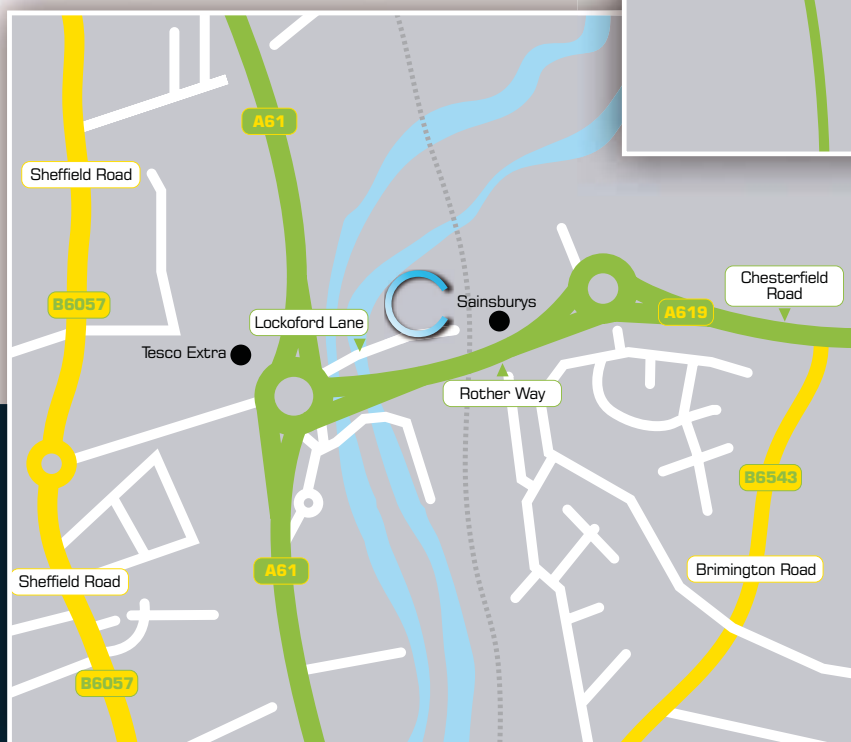 A61
Sheffield Road
B6057
Lockoford Lane
Tesco Extra
Sainsburys
Chesterfield
Road
A619
Rother Way
B6543
Brimington Road
A61
Sheffield Road
B6057